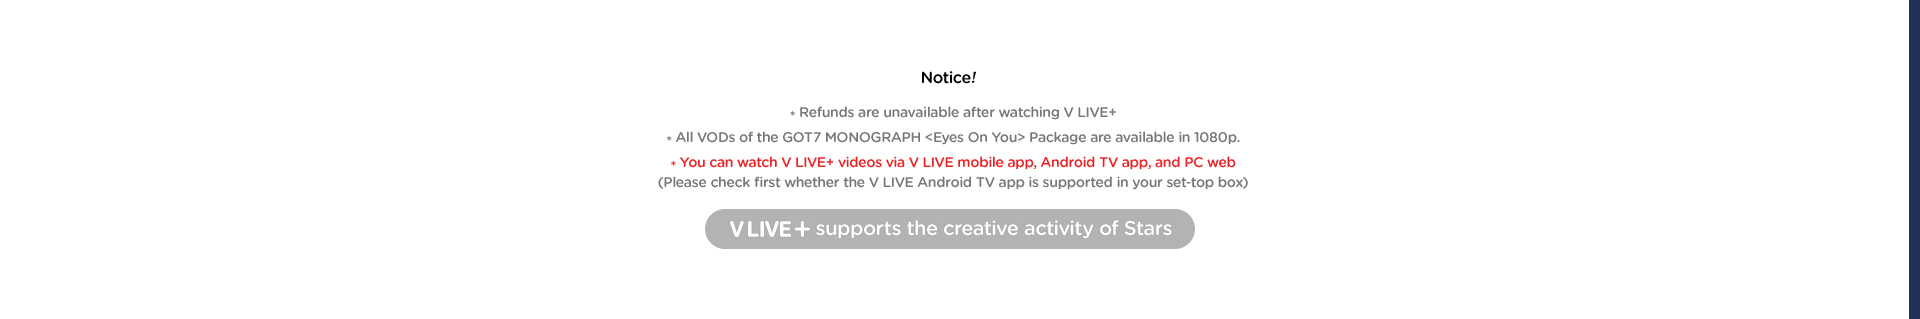 Notice!
* Refunds are unavailable after watching V LIVE+
* All VODs of the GOT7 MONOGRAPH <Eyes On You> Package are available in 1080p.
* You can watch V LIVE+ videos via V LIVE mobile app, Android TV app, and PC web
(Please check first whether the V LIVE Android TV app is supported in your set-top box)
V LIVE+ supports the creative activity of Stars